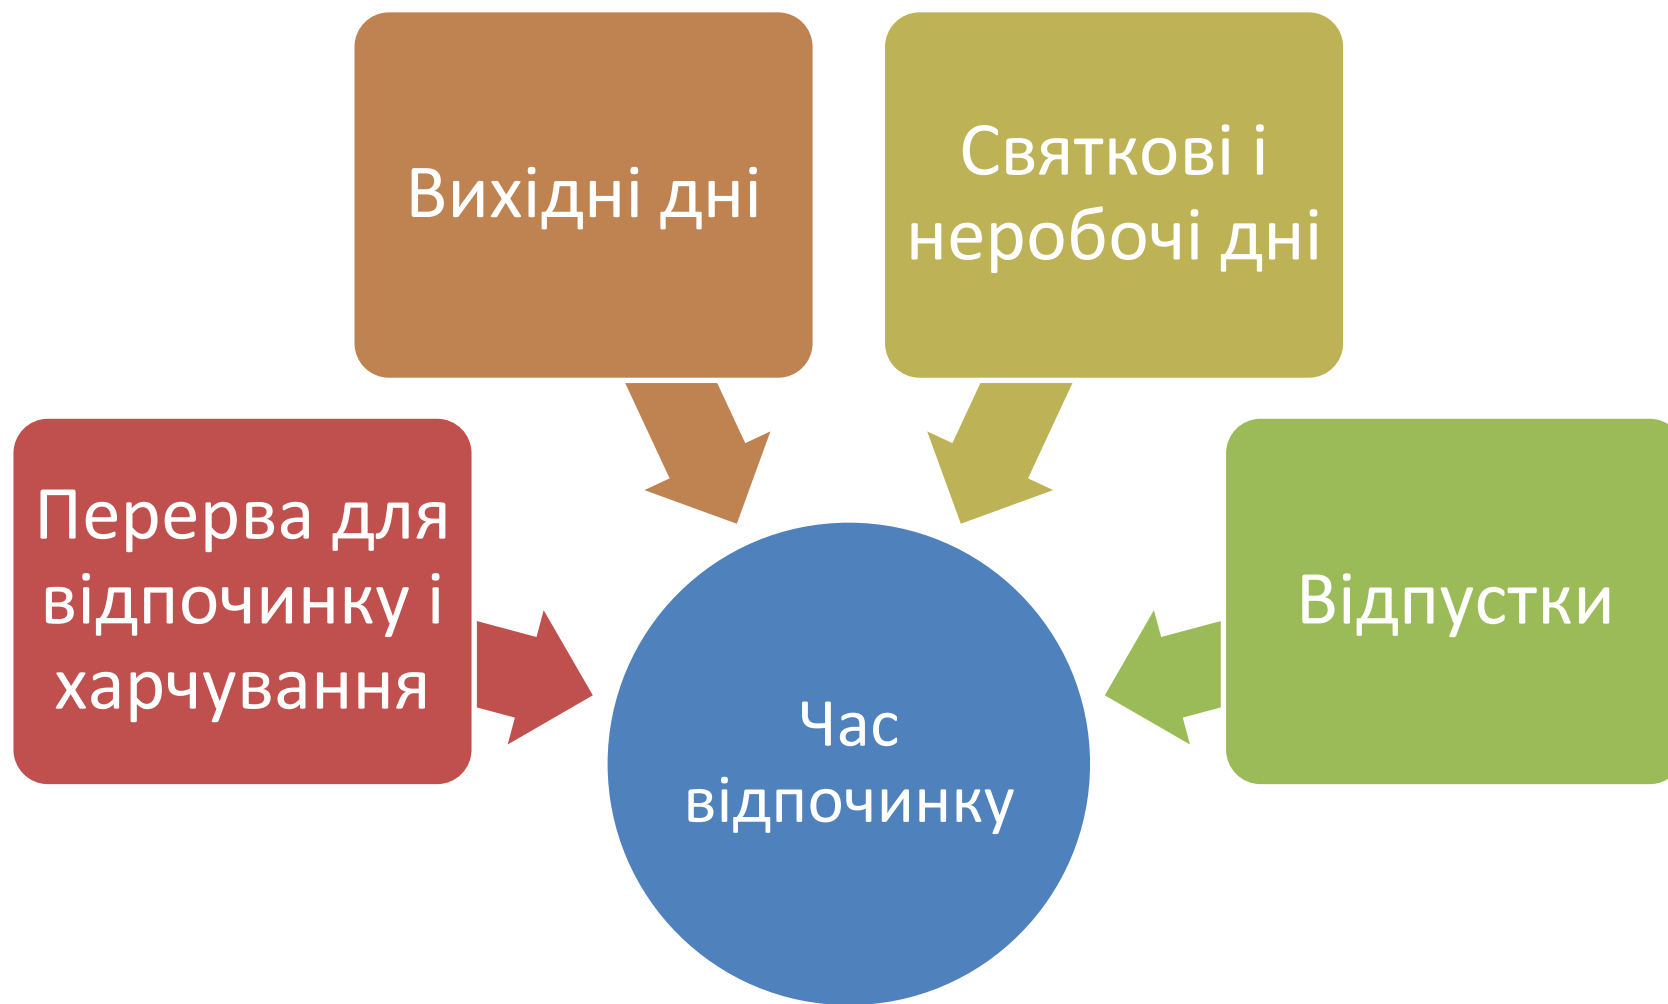 Вихідні дні
Святкові і
неробочі дні
Перерва для
відпочинку і
харчування
Відпустки
Час
відпочинку